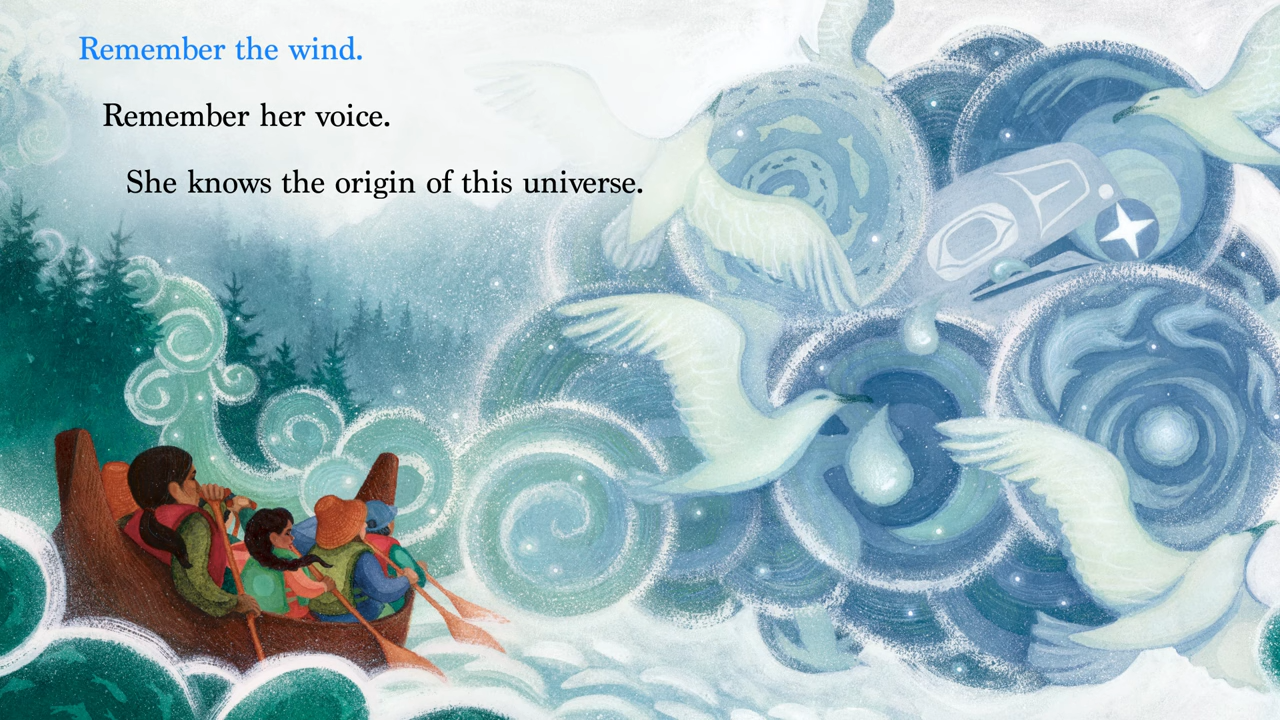 Remember the wind.
Remember her voice.
She knows the origin of this universe.